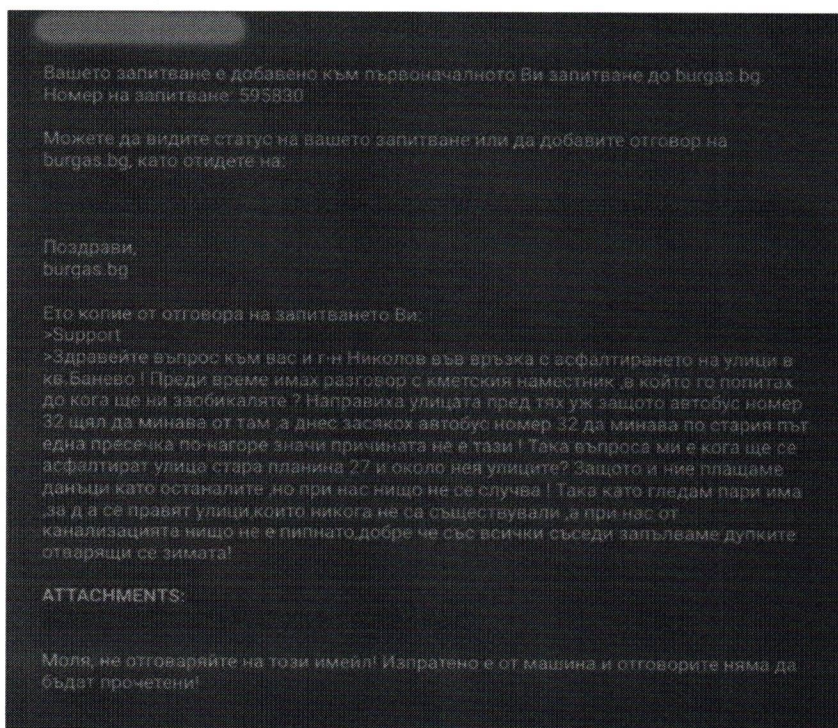 Вашето запитване е добавено към първоначалното Ви запитване до burgas.bg.
Номер на запитване: 595830
Можете да видите статус на вашето запитване или да добавите отговор на
burgas.bg, като отидете на:
Поздрави,
burgas.bg
Ето копие от отговора на запитването Ви:
>Support
>Здравейте въпрос към вас и г-н Николов във връзка с асфалтирането на улици в
кв.Банево ! Преди време имах разговор с кметския наместник ,в който го попитах
до кога ще ни заобикаляте ? Направиха улицата пред тях уж защото автобус номер
32 щял да минава от там ,а днес засякох автобус номер 32 да минава по стария път
една пресечка по-нагоре значи причината не е тази ! Така въпроса ми е кога ще се
асфалтират улица стара планина 27 и около нея улиците? Защото и ние плащаме
данъци като останалите ,но при нас нищо не се случва ! Така като гледам пари има
,за д а се правят улици,които никога не са съществували ,а при нас от
канализацията нищо не е пипнато,добре че със всички съседи запълваме дупките
отварящи се зимата!
ATTACHMENTS:
Моля, не отговаряйте на този имейл! Изпратено е от машина и отговорите няма да
бъдат прочетени!